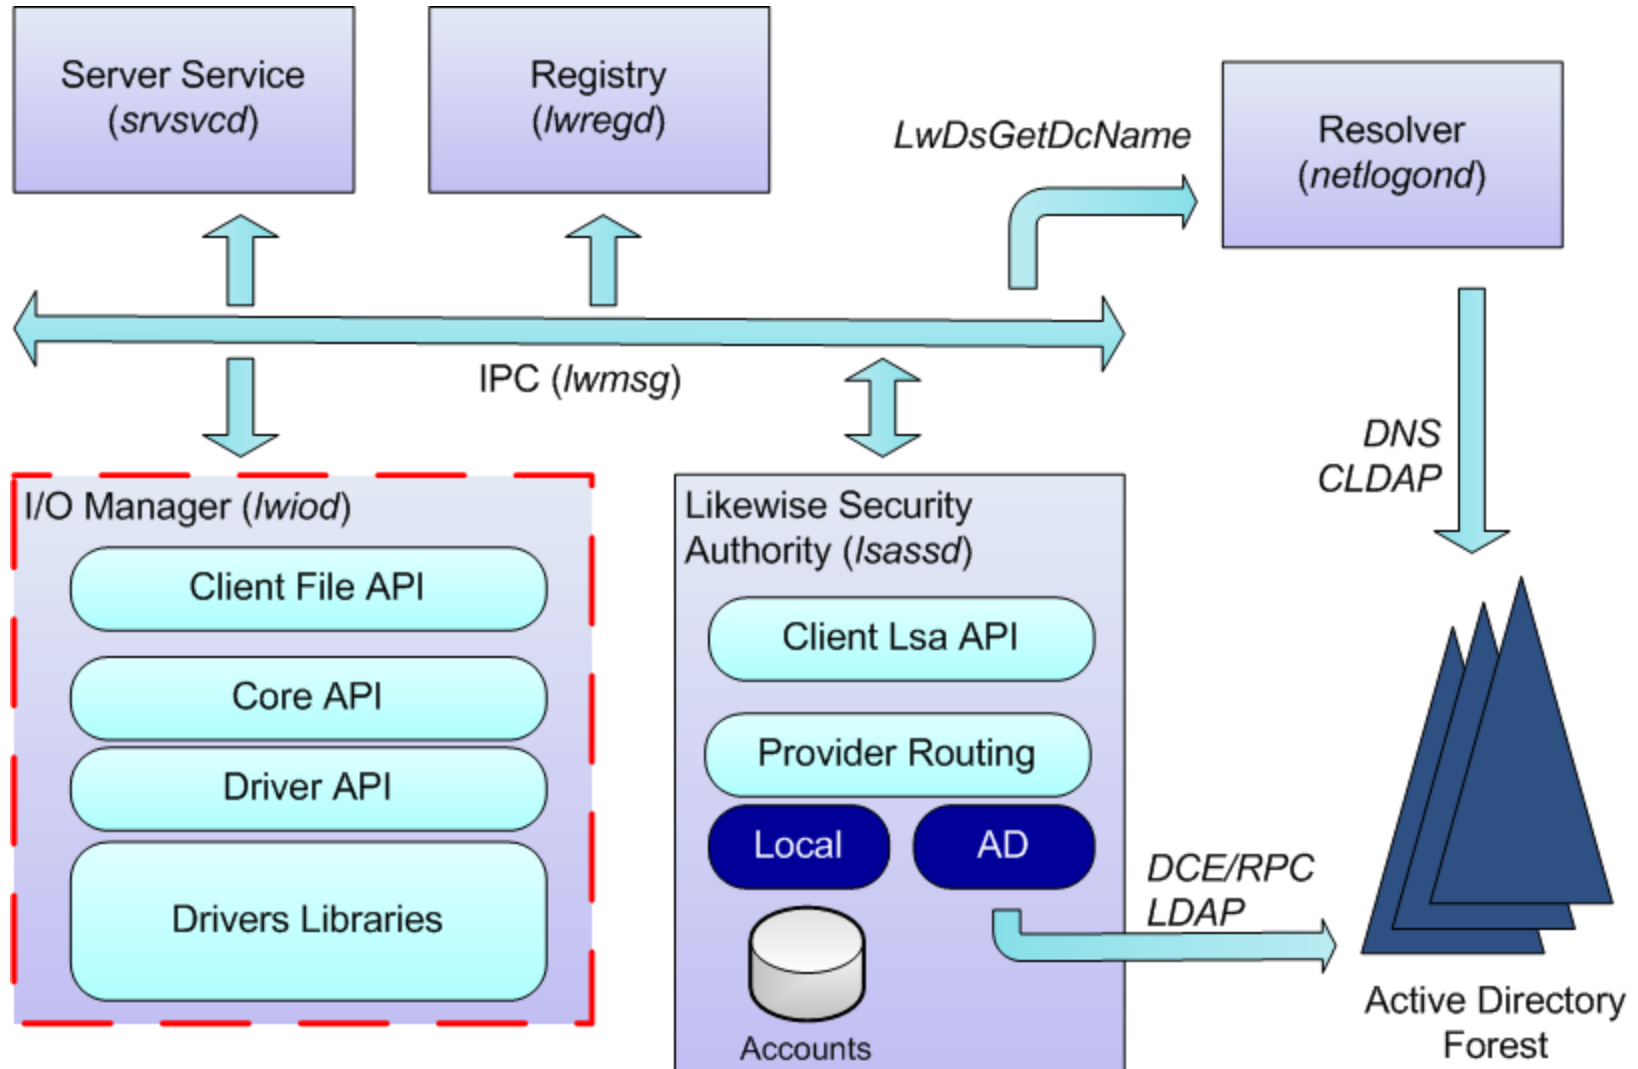 Server Service
(srvsvcd)
Registry
(lwregd)
LwDsGetDcName
Resolver
(netlogond)
IPC (lwmsg)
DNS
CLDAP
I/O Manager (lwiod)
Client File API
Core API
Driver API
Drivers Libraries
Likewise Security
Authority (lsassd)
Client Lsa API
Provider Routing
Local
AD
Accounts
DCE/RPC
LDAP
Active Directory
Forest